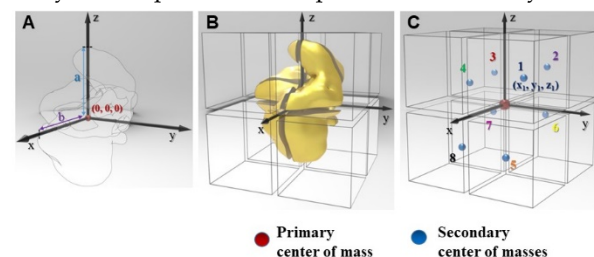 A
z
a
b
(0, 0, 0)
x
y
B
z
x
y
C
z
3
1
2
4
(x₁, y₁, z₁)
x
y
7
6
8
5
Primary
center of mass
Secondary
center of masses